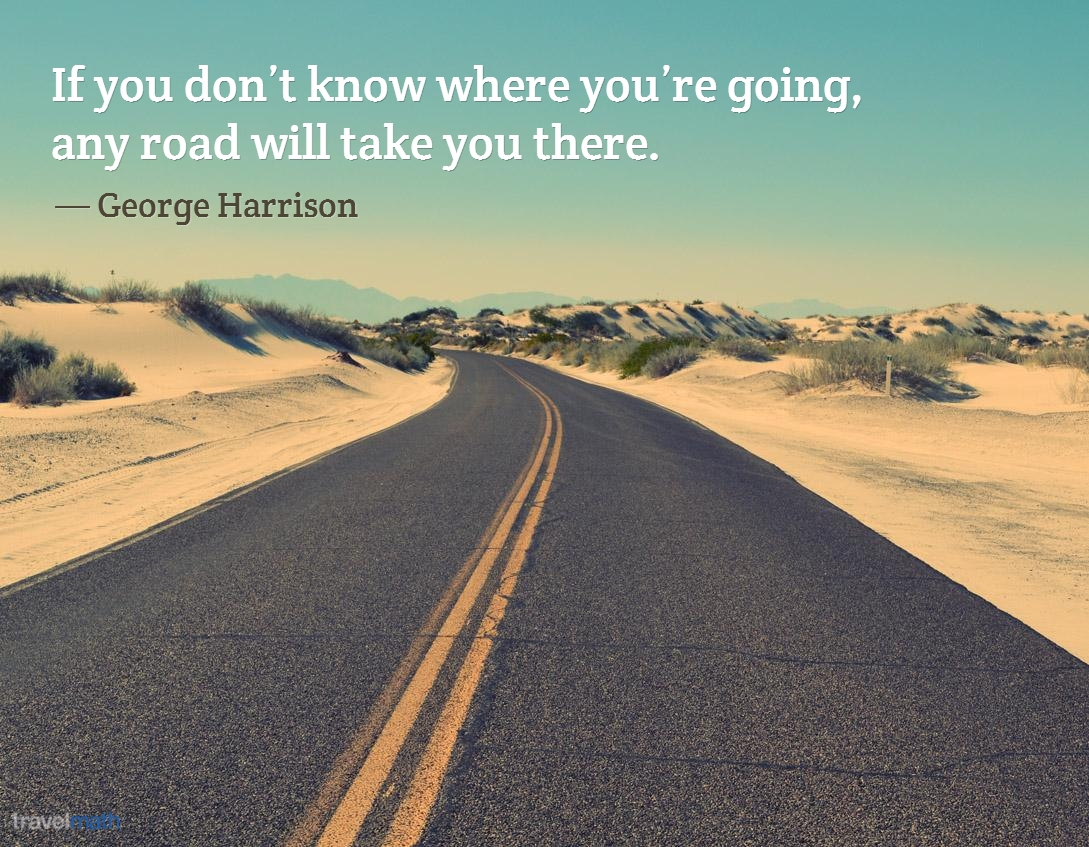 If you don’t know where you’re going,
any road will take you there.
— George Harrison
travelmath